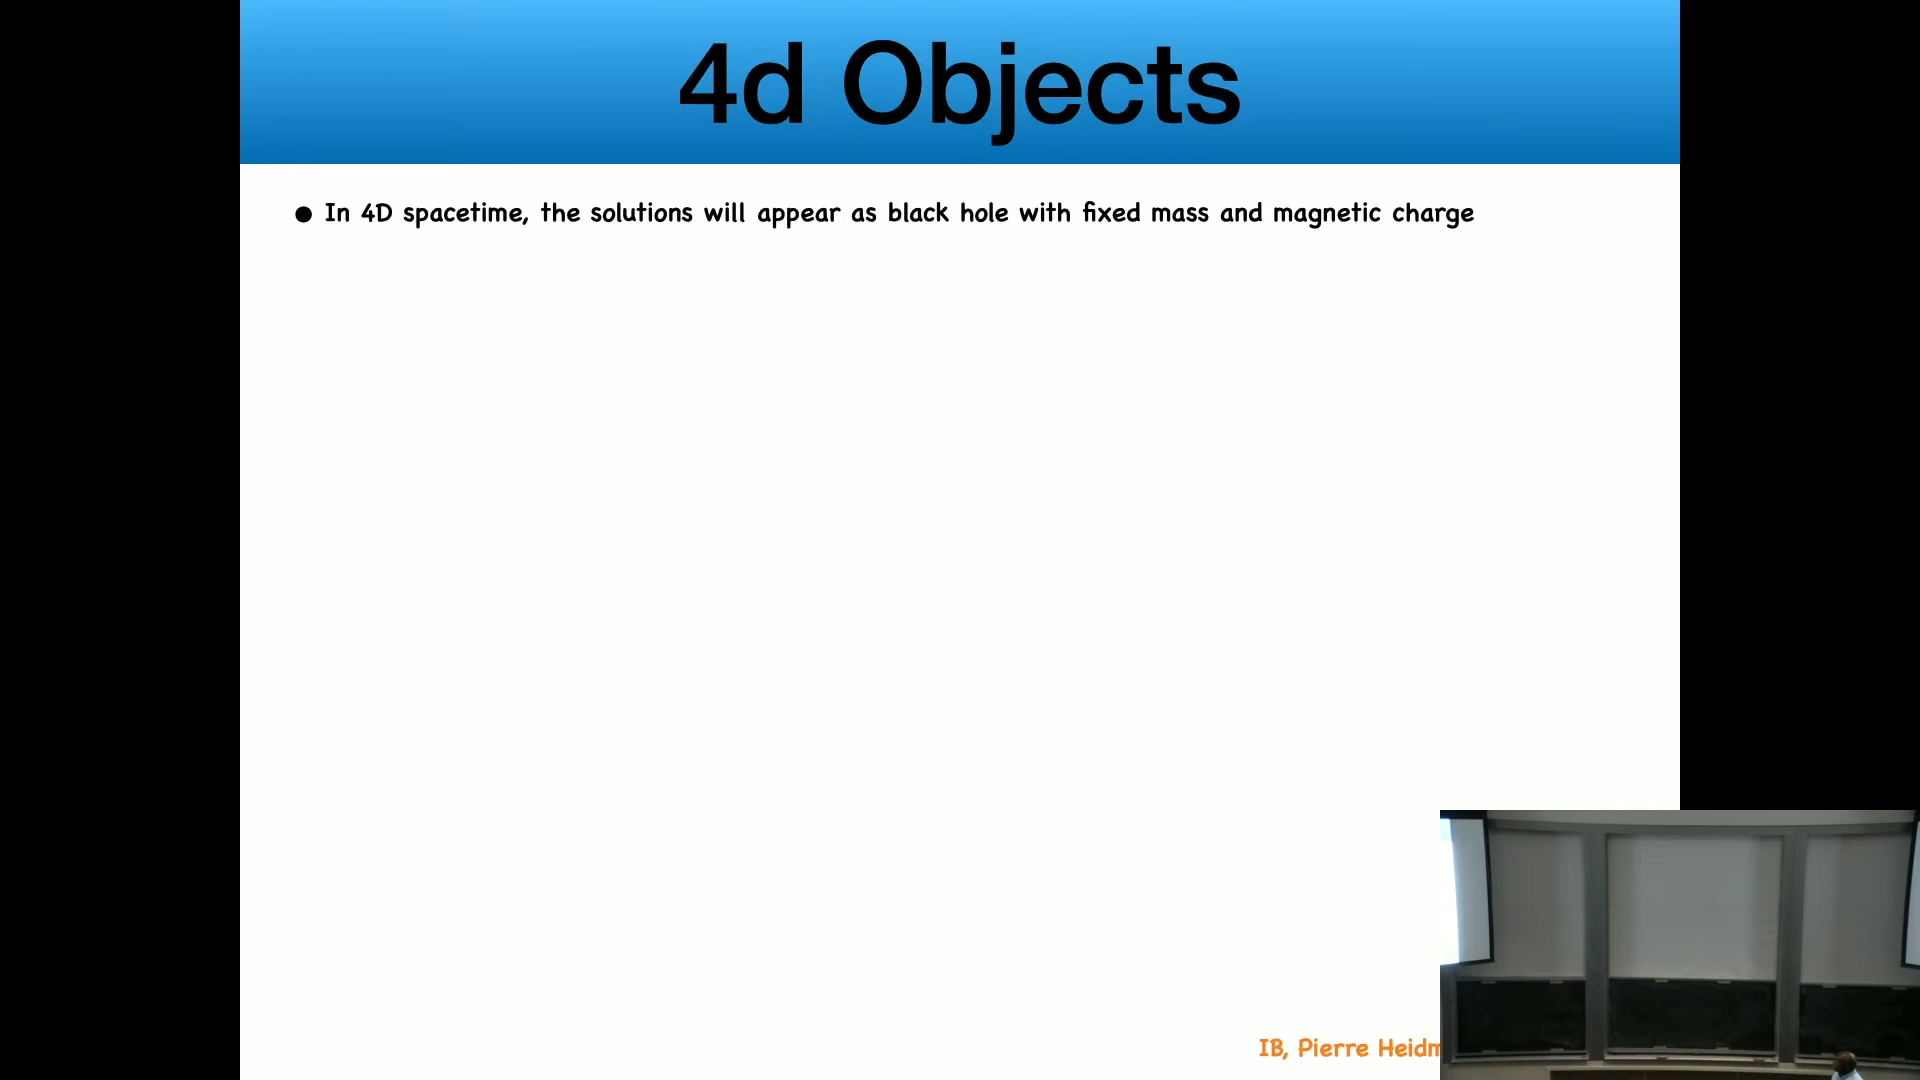 4d Objects
● In 4D spacetime, the solutions will appear as black hole with fixed mass and magnetic charge
IB, Pierre